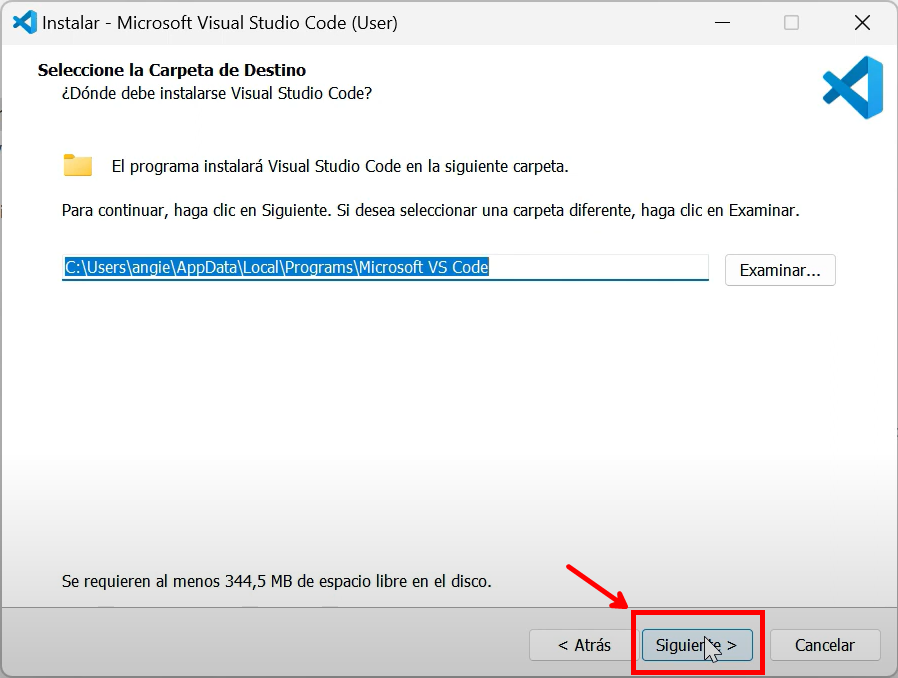 Instalar - Microsoft Visual Studio Code (User)
Seleccione la Carpeta de Destino
¿Dónde debe instalarse Visual Studio Code?
El programa instalará Visual Studio Code en la siguiente carpeta.
Para continuar, haga clic en Siguiente. Si desea seleccionar una carpeta diferente, haga clic en Examinar.
C:\Users\angie\AppData\Local\Programs\Microsoft VS Code
Examinar...
Se requieren al menos 344,5 MB de espacio libre en el disco.
< Atrás
Siguiente >
Cancelar